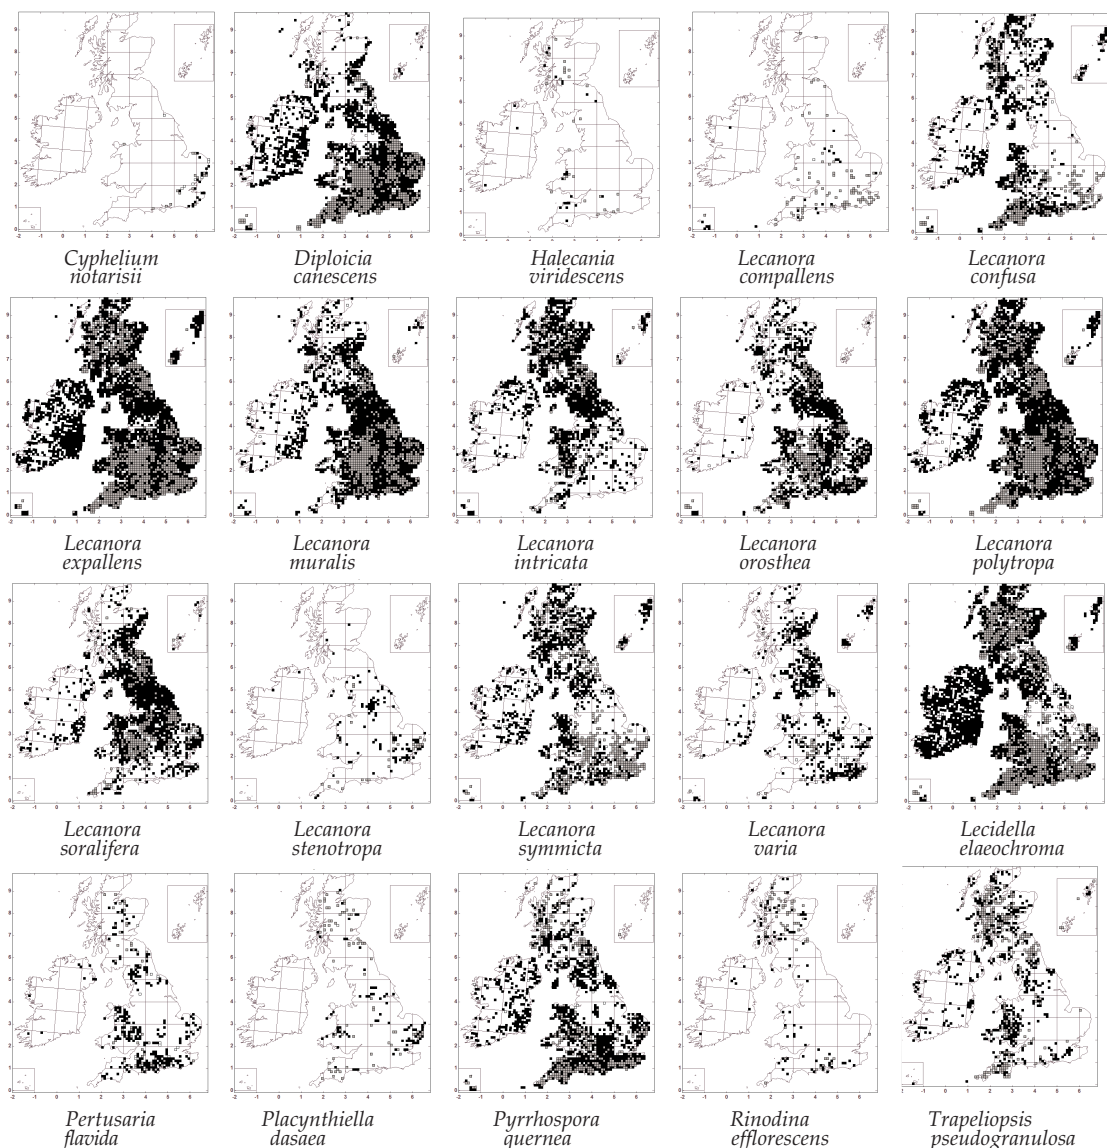 Cyphelium
notarisii
Diploicia
canescens
Halecania
viridescens
Lecanora
compallens
Lecanora
confusa
Lecanora
expallens
Lecanora
muralis
Lecanora
intricata
Lecanora
orosthea
Lecanora
polytropa
Lecanora
soralifera
Lecanora
stenotropa
Lecanora
symmicta
Lecanora
varia
Lecidella
elaeochroma
Pertusaria
flavida
Placynthiella
dasaea
Pyrrhospora
quernea
Rinodina
efflorescens
Trapeliopsis
pseudogranulosa